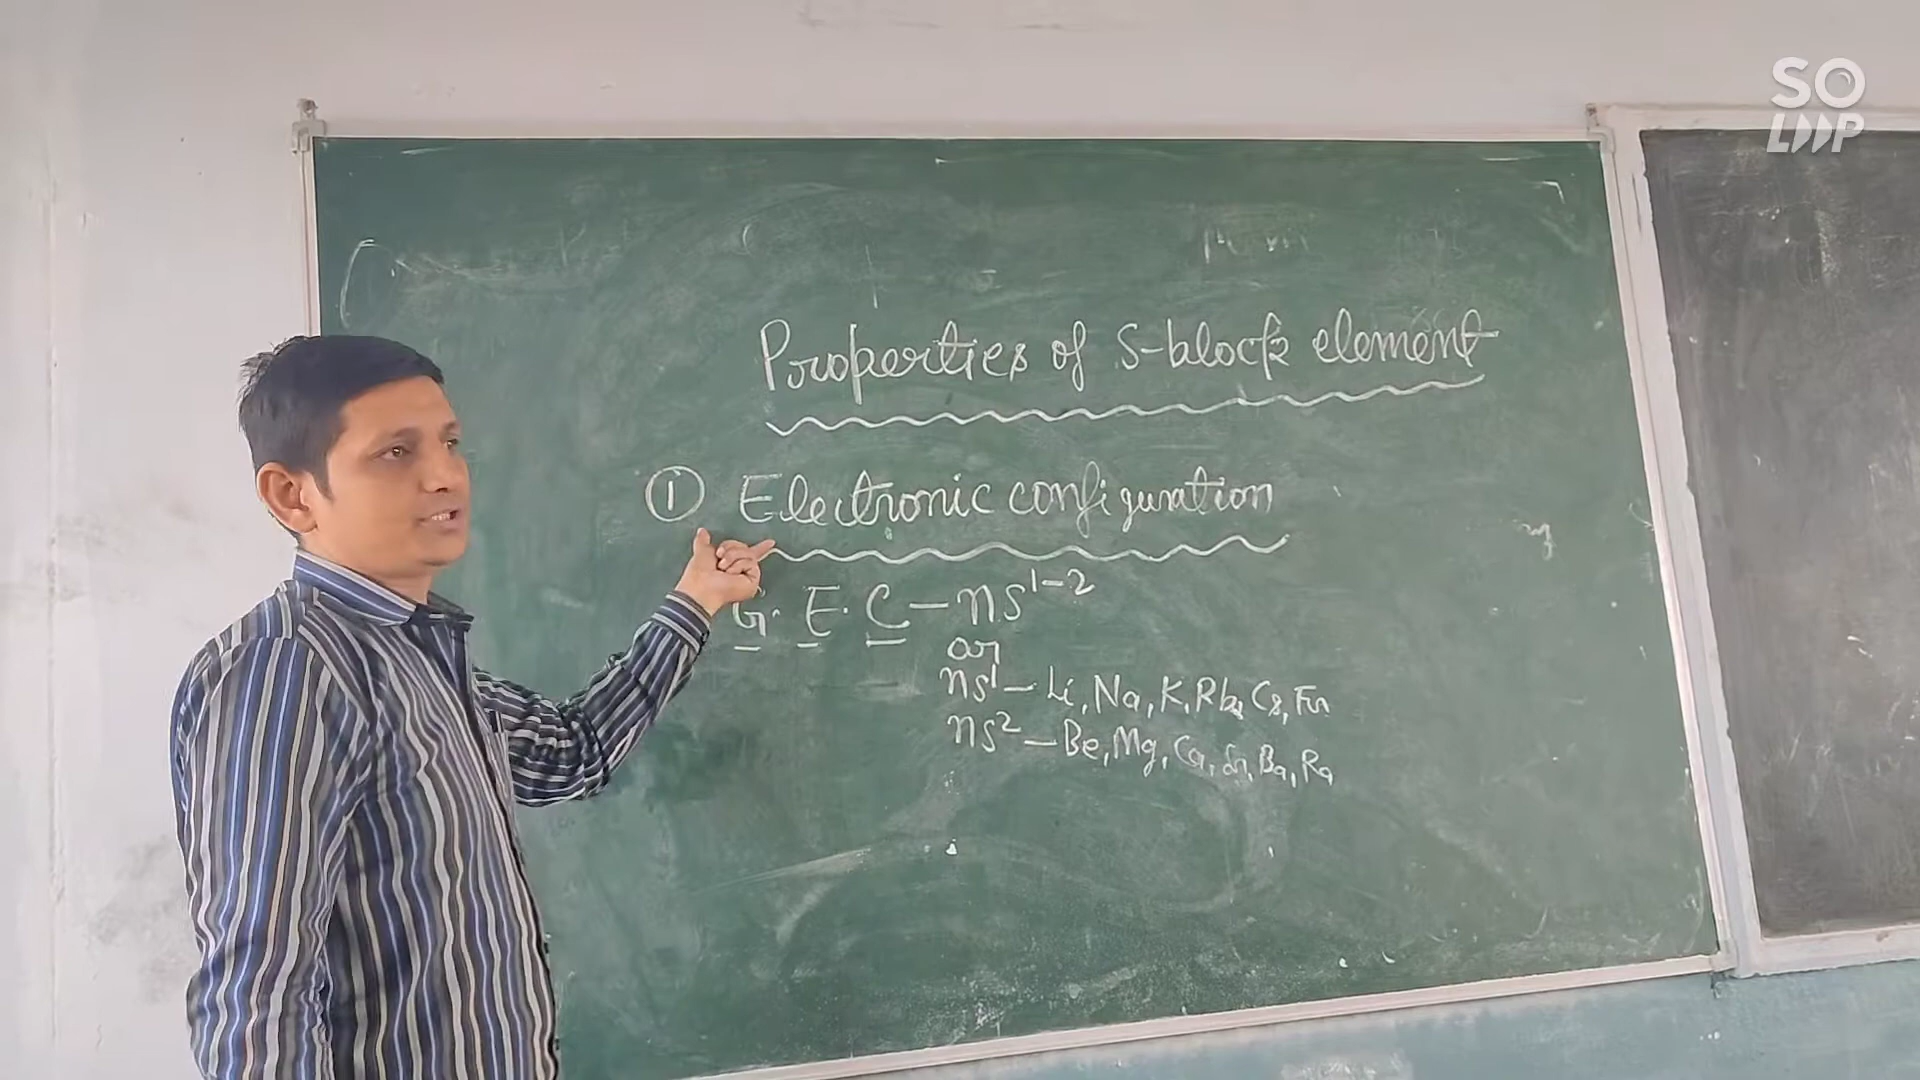 SO
LOOP
Properties of S-block element
① Electronic configuration
G. E. C – ns¹⁻²
or
ns¹ – Li, Na, K, Rb, Cs, Fr
ns² – Be, Mg, Ca, Sr, Ba, Ra